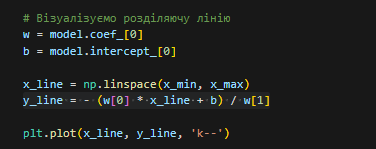 # Візуалізуємо розділяючу лінію
w = model.coef_[0]
b = model.intercept_[0]
x_line = np.linspace(x_min, x_max)
y_line = - (w[0] * x_line + b) / w[1]
plt.plot(x_line, y_line, 'k--')